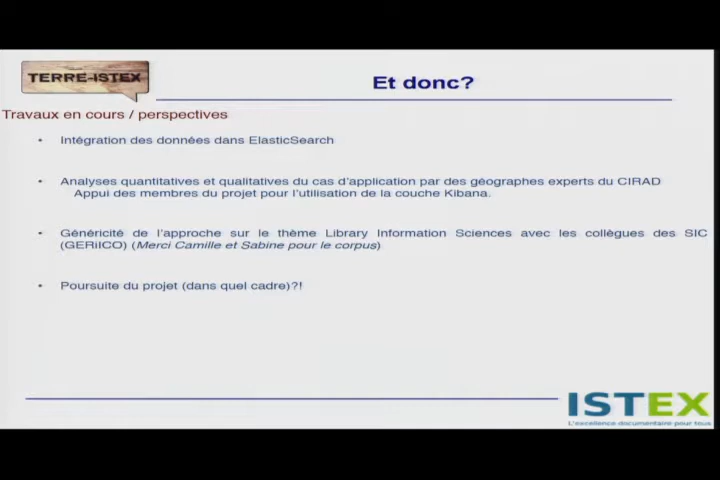 TERRE-ISTEX
Et donc?
Travaux en cours / perspectives
• Intégration des données dans ElasticSearch
• Analyses quantitatives et qualitatives du cas d'application par des géographes experts du CIRAD
Appui des membres du projet pour l'utilisation de la couche Kibana.
• Généricité de l'approche sur le thème Library Information Sciences avec les collègues des SIC
(GERiICO) (Merci Camille et Sabine pour le corpus)
• Poursuite du projet (dans quel cadre)?!
ISTEX
L'excellence documentaire pour tous